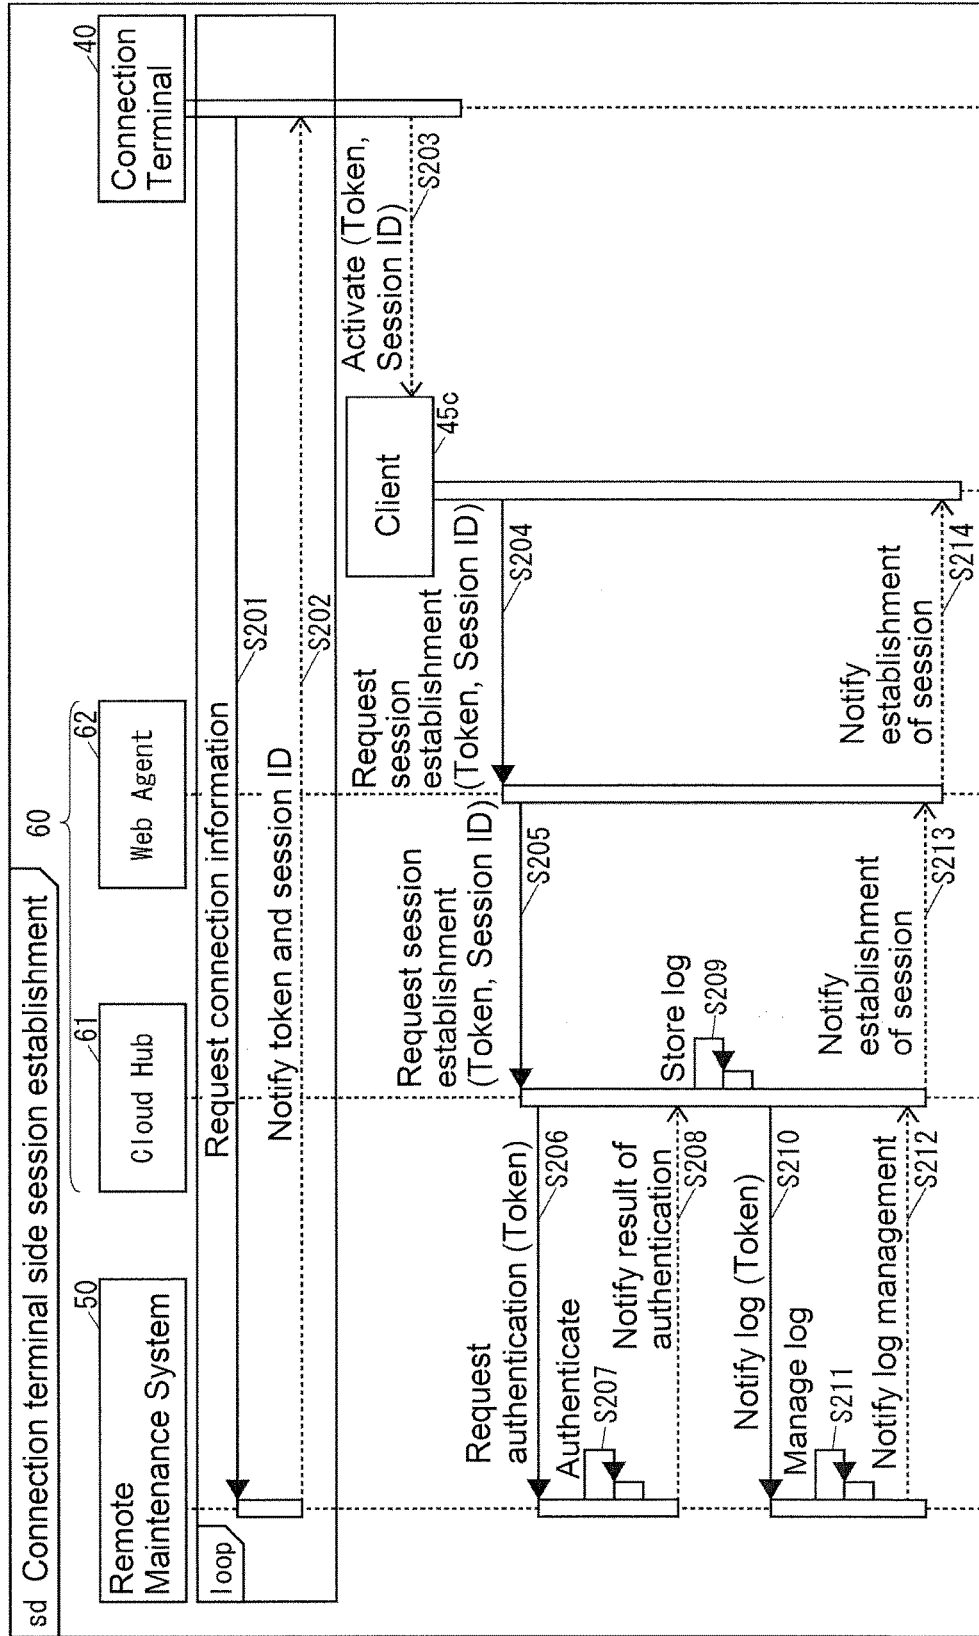 sd Connection terminal side session establishment
60
50
Remote
Maintenance System
61
Cloud Hub
62
Web Agent
40
Connection
Terminal
loop
Request connection information
S201
Notify token and session ID
S202
Activate (Token,
Session ID)
S203
Client
45c
Request
session
establishment
(Token, Session ID)
S204
Request session
establishment
(Token, Session ID)
S205
Request
authentication (Token)
S206
Authenticate
S207
Notify result of
authentication
S208
Store log
S209
Notify log (Token)
S210
Manage log
S211
Notify log management
S212
Notify
establishment
of session
S213
Notify
establishment
of session
S214